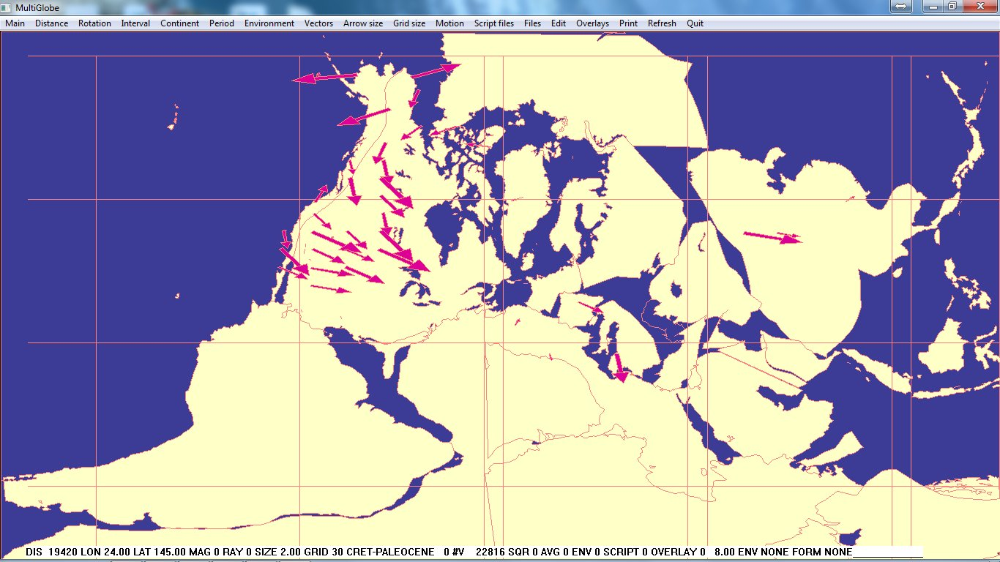 MultiGlobe
Main Distance Rotation Interval Continent Period Environment Vectors Arrow size Grid size Motion Script files Files Edit Overlays Print Refresh Quit
DIS 19420 LON 24.00 LAT 145.00 MAG 0 RAY 0 SIZE 2.00 GRID 30 CRET-PALEOCENE 0 #V 22816 SQR 0 AVG 0 ENV 0 SCRIPT 0 OVERLAY 0 8.00 ENV NONE FORM NONE____________